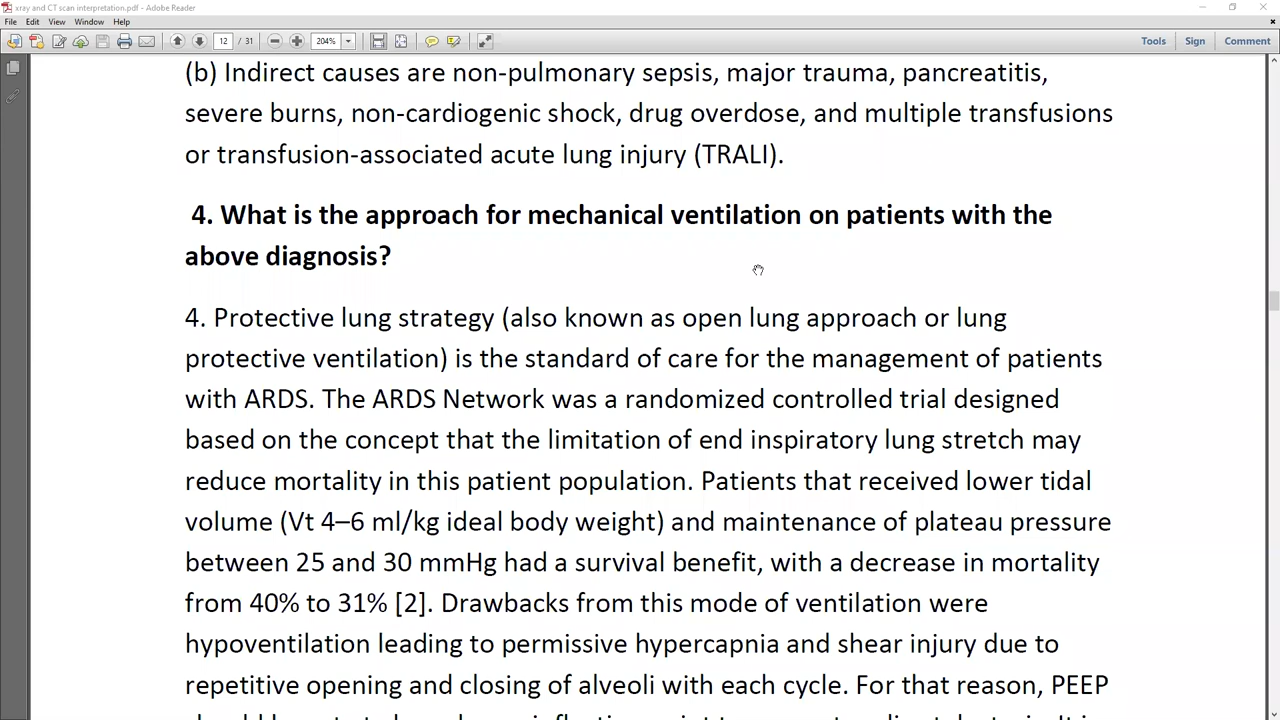 xray and CT scan interpretation.pdf - Adobe Reader
File Edit View Window Help
12 / 31 204% Tools Sign Comment
(b) Indirect causes are non-pulmonary sepsis, major trauma, pancreatitis,
severe burns, non-cardiogenic shock, drug overdose, and multiple transfusions
or transfusion-associated acute lung injury (TRALI).
4. What is the approach for mechanical ventilation on patients with the
above diagnosis?
4. Protective lung strategy (also known as open lung approach or lung
protective ventilation) is the standard of care for the management of patients
with ARDS. The ARDS Network was a randomized controlled trial designed
based on the concept that the limitation of end inspiratory lung stretch may
reduce mortality in this patient population. Patients that received lower tidal
volume (Vt 4–6 ml/kg ideal body weight) and maintenance of plateau pressure
between 25 and 30 mmHg had a survival benefit, with a decrease in mortality
from 40% to 31% [2]. Drawbacks from this mode of ventilation were
hypoventilation leading to permissive hypercapnia and shear injury due to
repetitive opening and closing of alveoli with each cycle. For that reason, PEEP